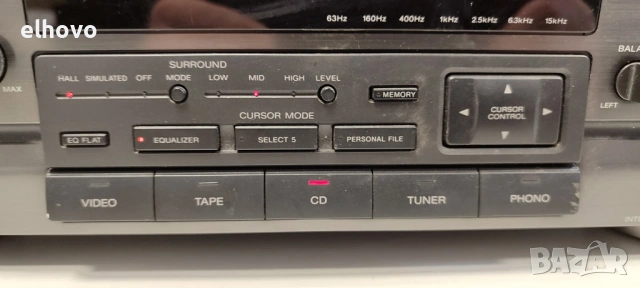 elhovo
63Hz 160Hz 400Hz 1kHz 2.5kHz 6.3kHz 15kHz
SURROUND
HALL SIMULATED OFF MODE LOW MID HIGH LEVEL
MEMORY
BALA
MAX
CURSOR CONTROL
LEFT
CURSOR MODE
EQ FLAT EQUALIZER SELECT 5 PERSONAL FILE
VIDEO TAPE CD TUNER PHONO
INTE
BAZAR